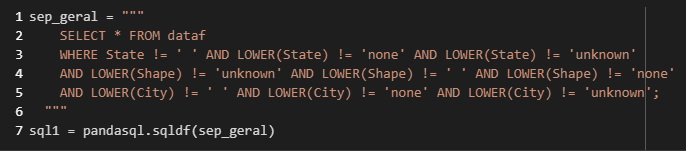 1 sep_geral = """
2     SELECT * FROM dataf
3     WHERE State != ' ' AND LOWER(State) != 'none' AND LOWER(State) != 'unknown'
4     AND LOWER(Shape) != 'unknown' AND LOWER(Shape) != ' ' AND LOWER(Shape) != 'none'
5     AND LOWER(City) != ' ' AND LOWER(City) != 'none' AND LOWER(City) != 'unknown';
6   """
7 sql1 = pandasql.sqldf(sep_geral)